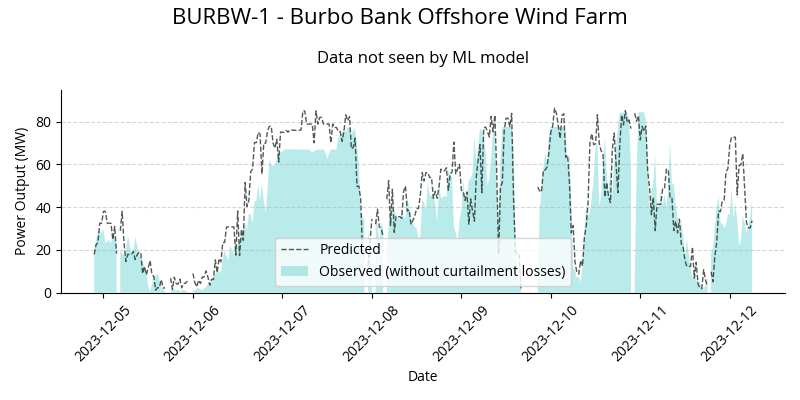 BURBW-1 - Burbo Bank Offshore Wind Farm
Data not seen by ML model
Power Output (MW)
80
60
40
20
0
Predicted
Observed (without curtailment losses)
2023-12-05
2023-12-06
2023-12-07
2023-12-08
2023-12-09
2023-12-10
2023-12-11
2023-12-12
Date